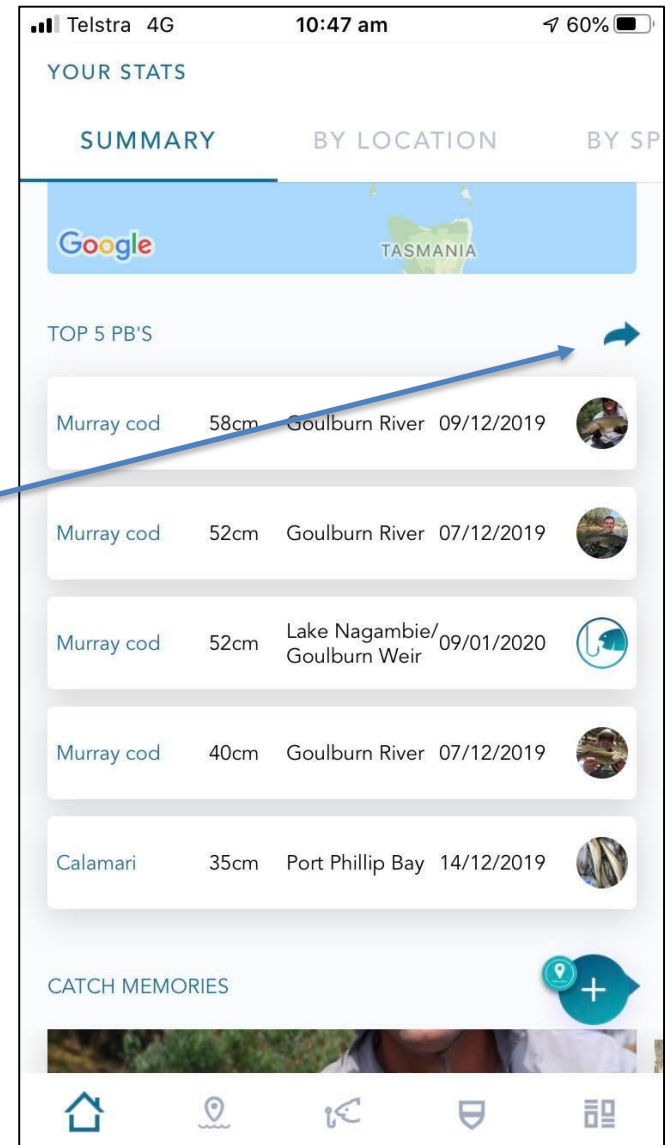 Telstra 4G 10:47 am 60%
YOUR STATS
SUMMARY BY LOCATION BY SP
Google
TASMANIA
TOP 5 PB'S
Murray cod 58cm Goulburn River 09/12/2019
Murray cod 52cm Goulburn River 07/12/2019
Murray cod 52cm Lake Nagambie/ 09/01/2020
Goulburn Weir
Murray cod 40cm Goulburn River 07/12/2019
Calamari 35cm Port Phillip Bay 14/12/2019
CATCH MEMORIES